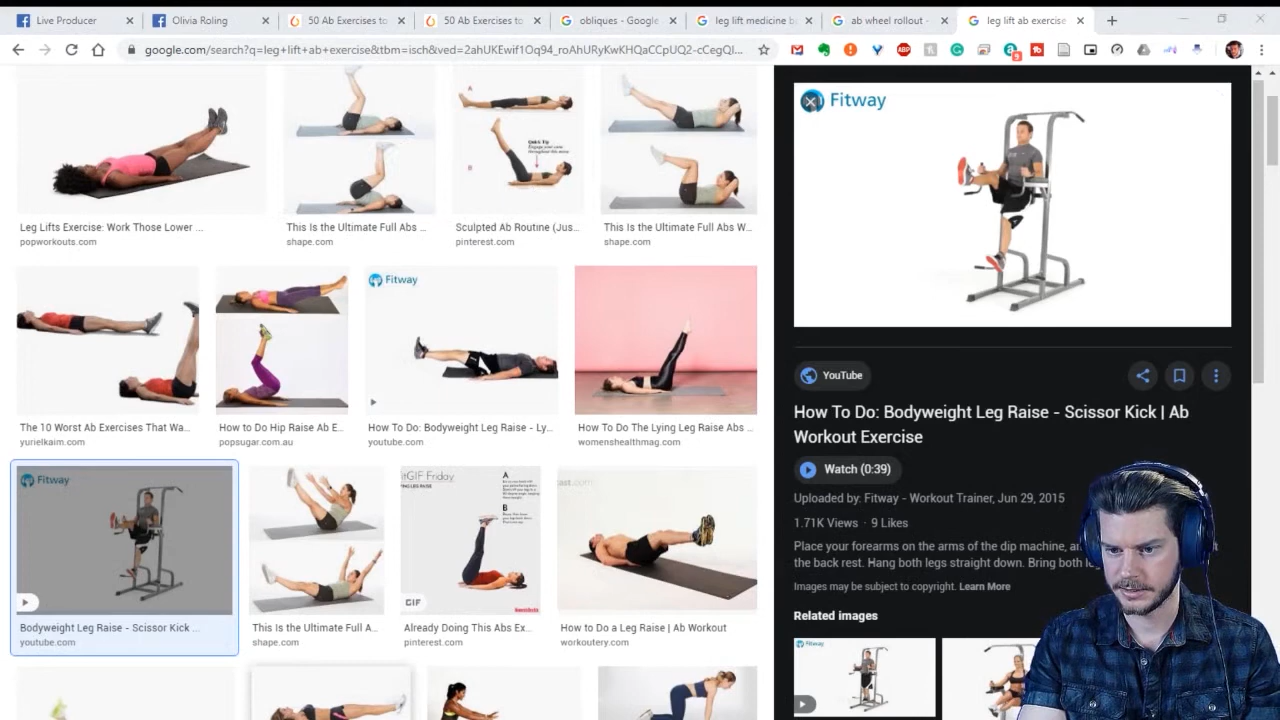 Live Producer
Olivia Roling
50 Ab Exercises to
50 Ab Exercises to
obliques - Google
leg lift medicine b
ab wheel rollout -
leg lift ab exercise
google.com/search?q=leg+lift+ab+exercise&tbm=isch&ved=2ahUKEwif1Oq94_roAhURyKwKHQaCCpUQ2-cCegQI...
ABP
9
Leg Lifts Exercise: Work Those Lower ...
popworkouts.com
This Is the Ultimate Full Abs ...
shape.com
A
Quick Tip
B
Sculpted Ab Routine (Jus...
pinterest.com
This Is the Ultimate Full Abs W...
shape.com
Fitway
The 10 Worst Ab Exercises That Wa...
yurielkaim.com
How to Do Hip Raise Ab E...
popsugar.com.au
Fitway
How To Do: Bodyweight Leg Raise - Ly...
youtube.com
How To Do The Lying Leg Raise Abs ...
womenshealthmag.com
Fitway
Bodyweight Leg Raise - Scissor Kick ...
youtube.com
This Is the Ultimate Full A...
shape.com
GIF Friday
LEG RAISE
A
B
GIF
Already Doing This Abs Ex...
pinterest.com
How to Do a Leg Raise | Ab Workout
workoutery.com
YouTube
How To Do: Bodyweight Leg Raise - Scissor Kick | Ab
Workout Exercise
Watch (0:39)
Uploaded by: Fitway - Workout Trainer, Jun 29, 2015
1.71K Views · 9 Likes
Place your forearms on the arms of the dip machine, an
the back rest. Hang both legs straight down. Bring both
Images may be subject to copyright. Learn More
Related images
Fitway